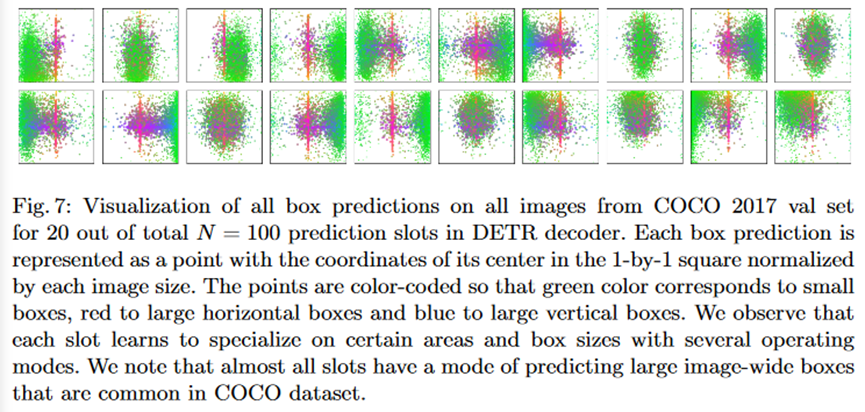 Fig. 7: Visualization of all box predictions on all images from COCO 2017 val set
for 20 out of total N = 100 prediction slots in DETR decoder. Each box prediction is
represented as a point with the coordinates of its center in the 1-by-1 square normalized
by each image size. The points are color-coded so that green color corresponds to small
boxes, red to large horizontal boxes and blue to large vertical boxes. We observe that
each slot learns to specialize on certain areas and box sizes with several operating
modes. We note that almost all slots have a mode of predicting large image-wide boxes
that are common in COCO dataset.